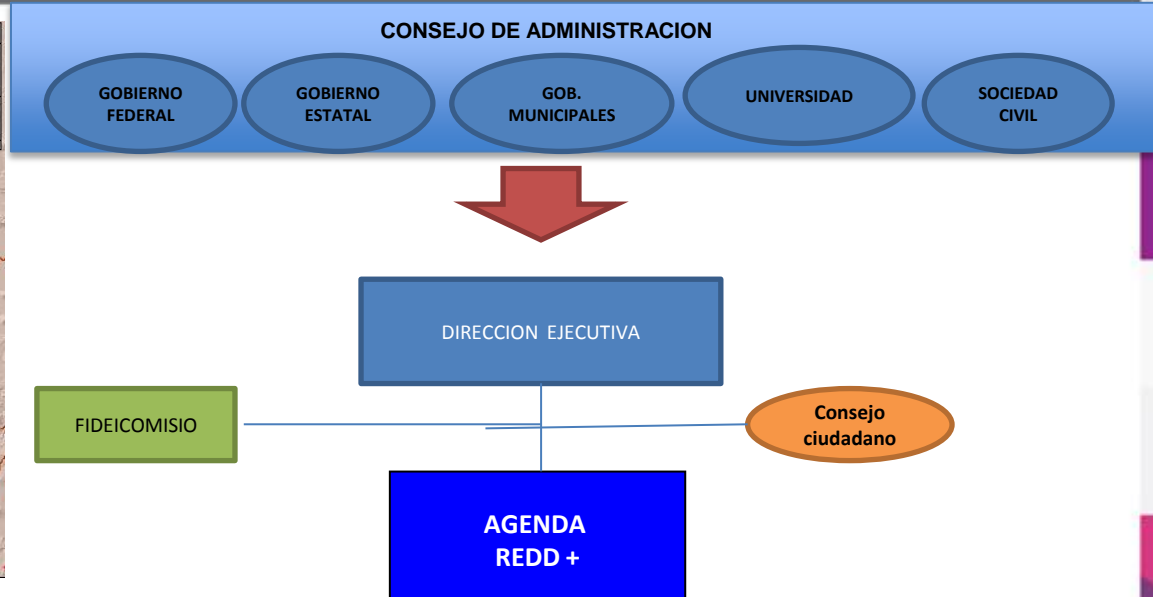 CONSEJO DE ADMINISTRACION
GOBIERNO
FEDERAL
GOBIERNO
ESTATAL
GOB.
MUNICIPALES
UNIVERSIDAD
SOCIEDAD
CIVIL
DIRECCION EJECUTIVA
FIDEICOMISIO
Consejo
ciudadano
AGENDA
REDD +